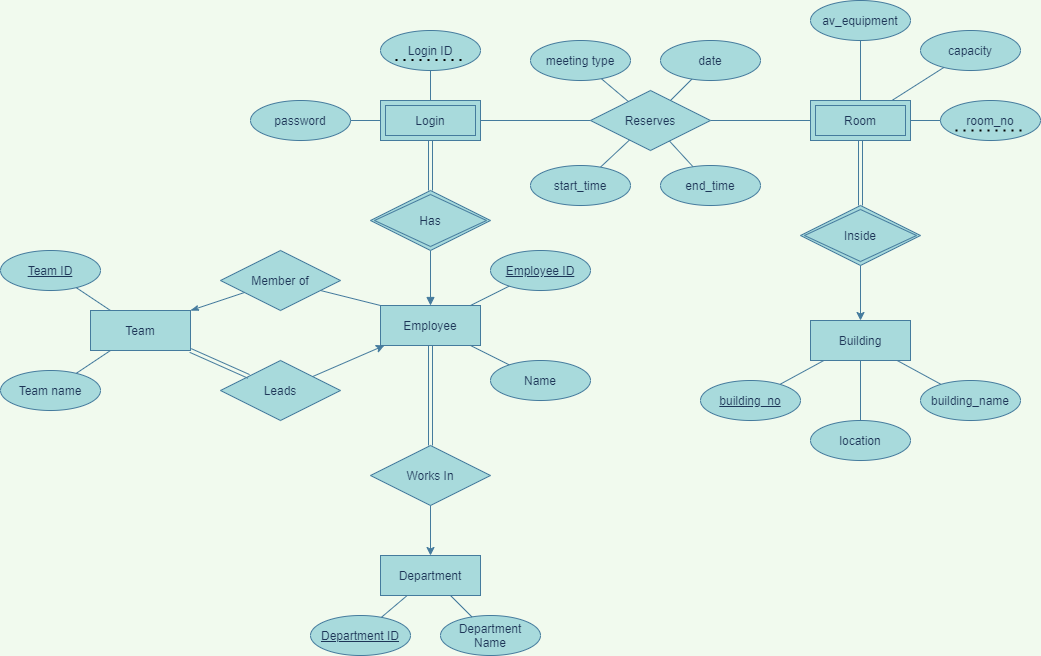 av_equipment
Login ID
meeting type
date
capacity
password
Login
Reserves
Room
room_no
start_time
end_time
Has
Inside
Team ID
Member of
Employee ID
Team
Employee
Building
Team name
Leads
Name
building_no
building_name
location
Works In
Department
Department ID
Department
Name